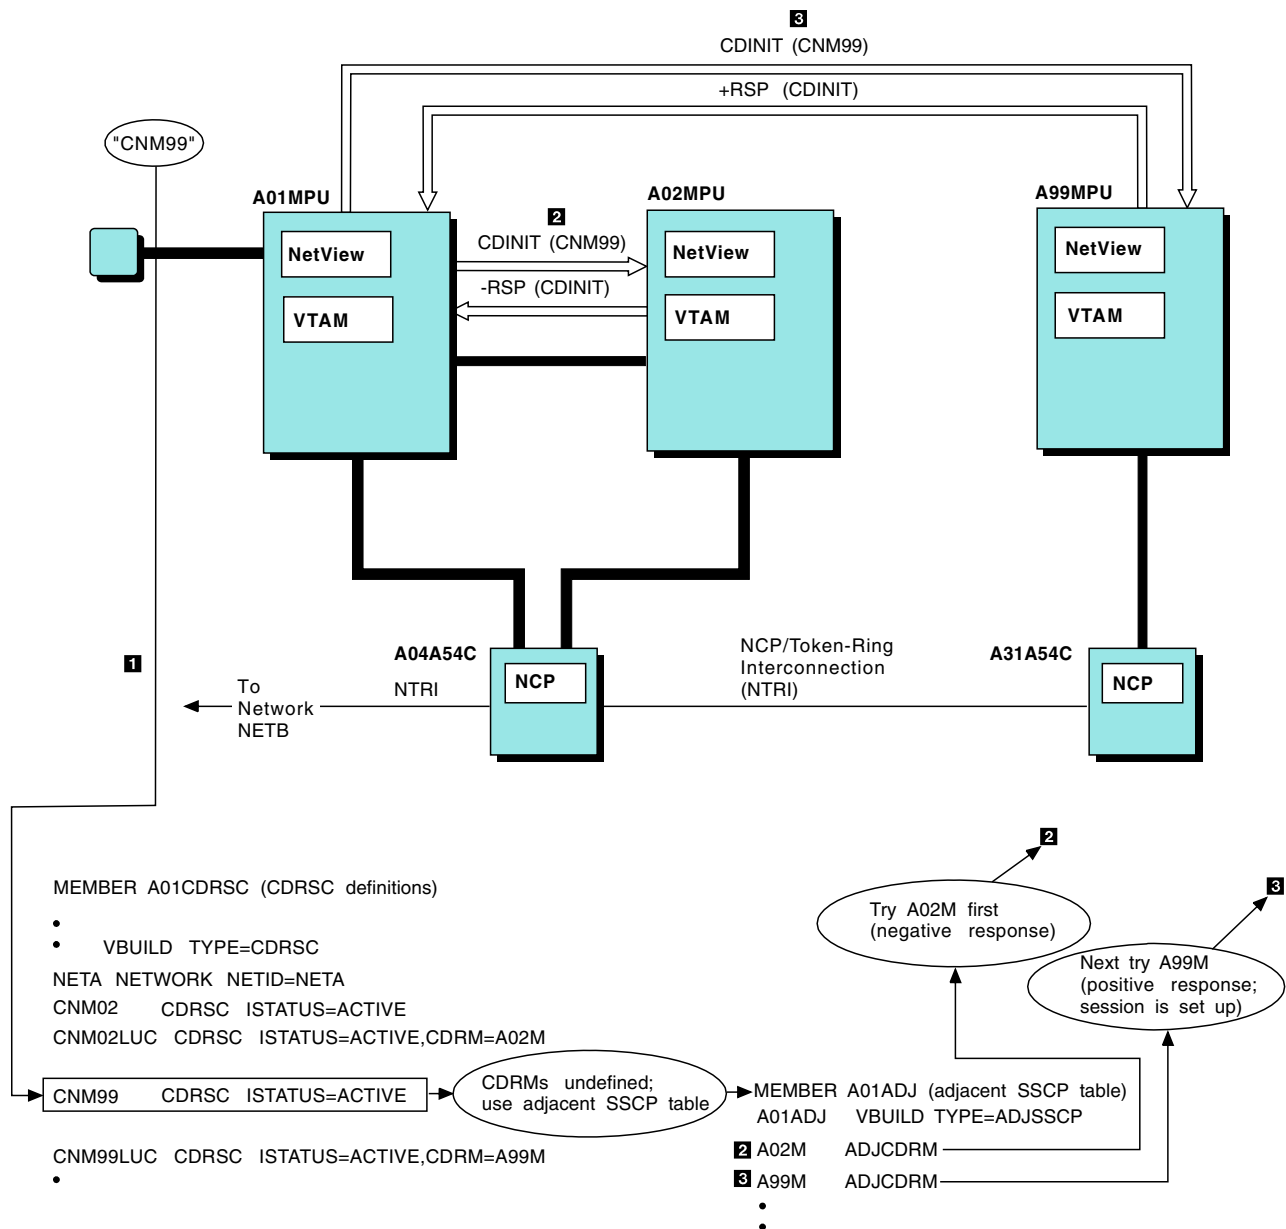 3
CDINIT (CNM99)
+RSP (CDINIT)
"CNM99"
A01MPU
A02MPU
A99MPU
2
CDINIT (CNM99)
-RSP (CDINIT)
NetView
VTAM
NetView
VTAM
NetView
VTAM
1
A04A54C
NTRI
NCP
NCP/Token-Ring
Interconnection
(NTRI)
A31A54C
NCP
To
Network
NETB
2
3
MEMBER A01CDRSC (CDRSC definitions)
•
• VBUILD TYPE=CDRSC
NETA NETWORK NETID=NETA
CNM02 CDRSC ISTATUS=ACTIVE
CNM02LUC CDRSC ISTATUS=ACTIVE,CDRM=A02M
CNM99 CDRSC ISTATUS=ACTIVE
CNM99LUC CDRSC ISTATUS=ACTIVE,CDRM=A99M
•
CDRMs undefined;
use adjacent SSCP table
Try A02M first
(negative response)
Next try A99M
(positive response;
session is set up)
MEMBER A01ADJ (adjacent SSCP table)
A01ADJ VBUILD TYPE=ADJSSCP
2 A02M ADJCDRM
3 A99M ADJCDRM
•
•